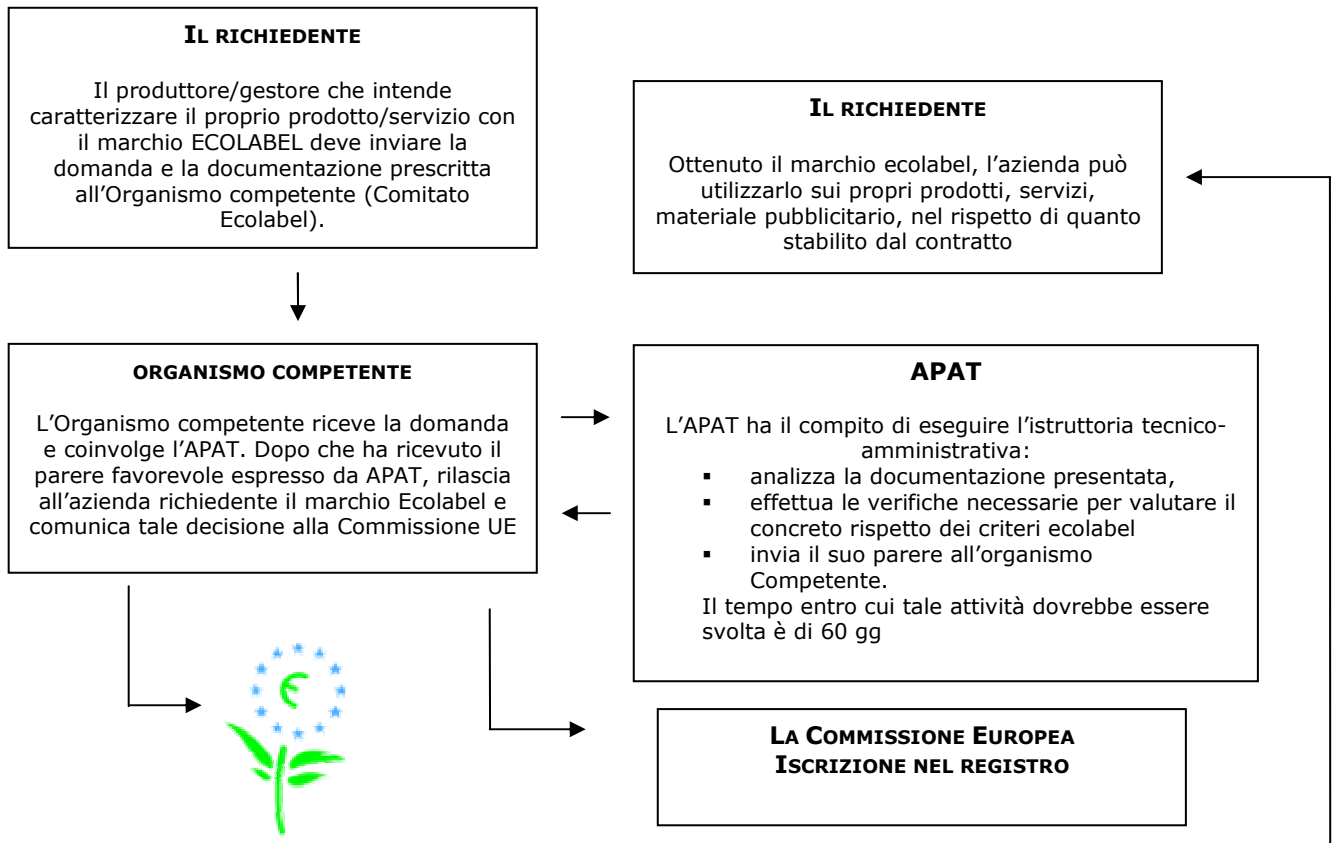 IL RICHIEDENTE
Il produttore/gestore che intende
caratterizzare il proprio prodotto/servizio con
il marchio ECOLABEL deve inviare la
domanda e la documentazione prescritta
all’Organismo competente (Comitato
Ecolabel).
IL RICHIEDENTE
Ottenuto il marchio ecolabel, l’azienda può
utilizzarlo sui propri prodotti, servizi,
materiale pubblicitario, nel rispetto di quanto
stabilito dal contratto
ORGANISMO COMPETENTE
L’Organismo competente riceve la domanda
e coinvolge l’APAT. Dopo che ha ricevuto il
parere favorevole espresso da APAT, rilascia
all’azienda richiedente il marchio Ecolabel e
comunica tale decisione alla Commissione UE
APAT
L’APAT ha il compito di eseguire l’istruttoria tecnico-
amministrativa:
▪ analizza la documentazione presentata,
▪ effettua le verifiche necessarie per valutare il
concreto rispetto dei criteri ecolabel
▪ invia il suo parere all’organismo
Competente.
Il tempo entro cui tale attività dovrebbe essere
svolta è di 60 gg
LA COMMISSIONE EUROPEA
ISCRIZIONE NEL REGISTRO